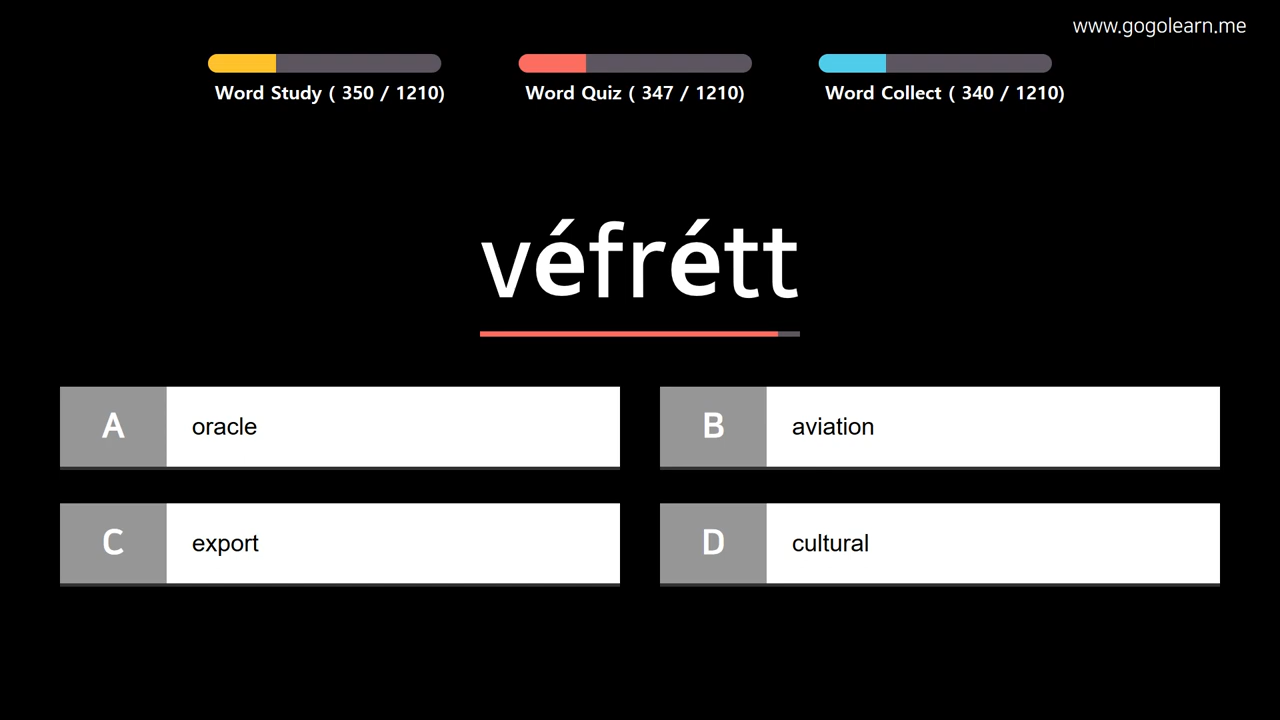 www.gogolearn.me
Word Study ( 350 / 1210)
Word Quiz ( 347 / 1210)
Word Collect ( 340 / 1210)
véfrétt
A oracle
B aviation
C export
D cultural